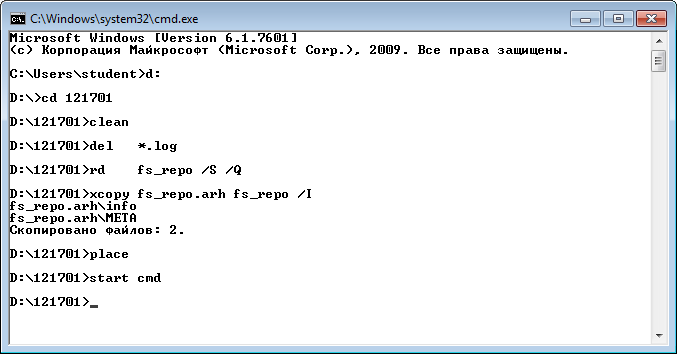 C:\Windows\system32\cmd.exe
Microsoft Windows [Version 6.1.7601]
(c) Корпорация Майкрософт (Microsoft Corp.), 2009. Все права защищены.
C:\Users\student>d:
D:\>cd 121701
D:\121701>clean
D:\121701>del   *.log
D:\121701>rd    fs_repo /S /Q
D:\121701>xcopy fs_repo.arh fs_repo /I
fs_repo.arh\info
fs_repo.arh\META
Скопировано файлов: 2.
D:\121701>place
D:\121701>start cmd
D:\121701>_